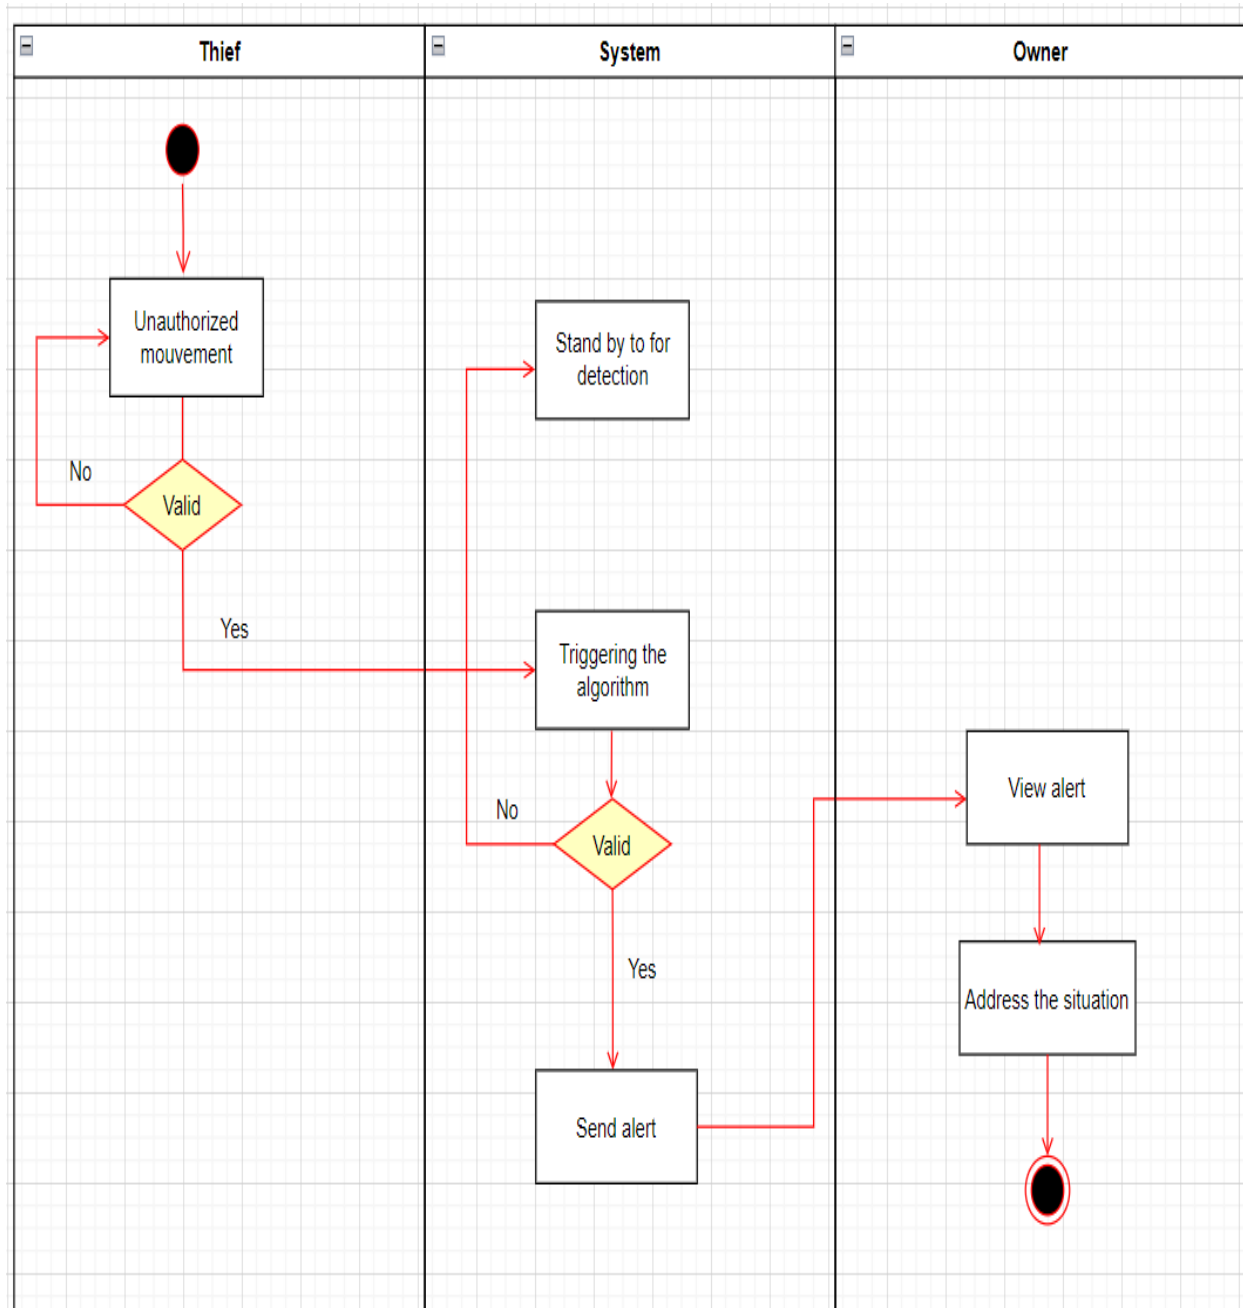 Thief
System
Owner
Unauthorized
mouvement
No
Valid
Yes
Stand by to for
detection
Triggering the
algorithm
No
Valid
Yes
Send alert
View alert
Address the situation